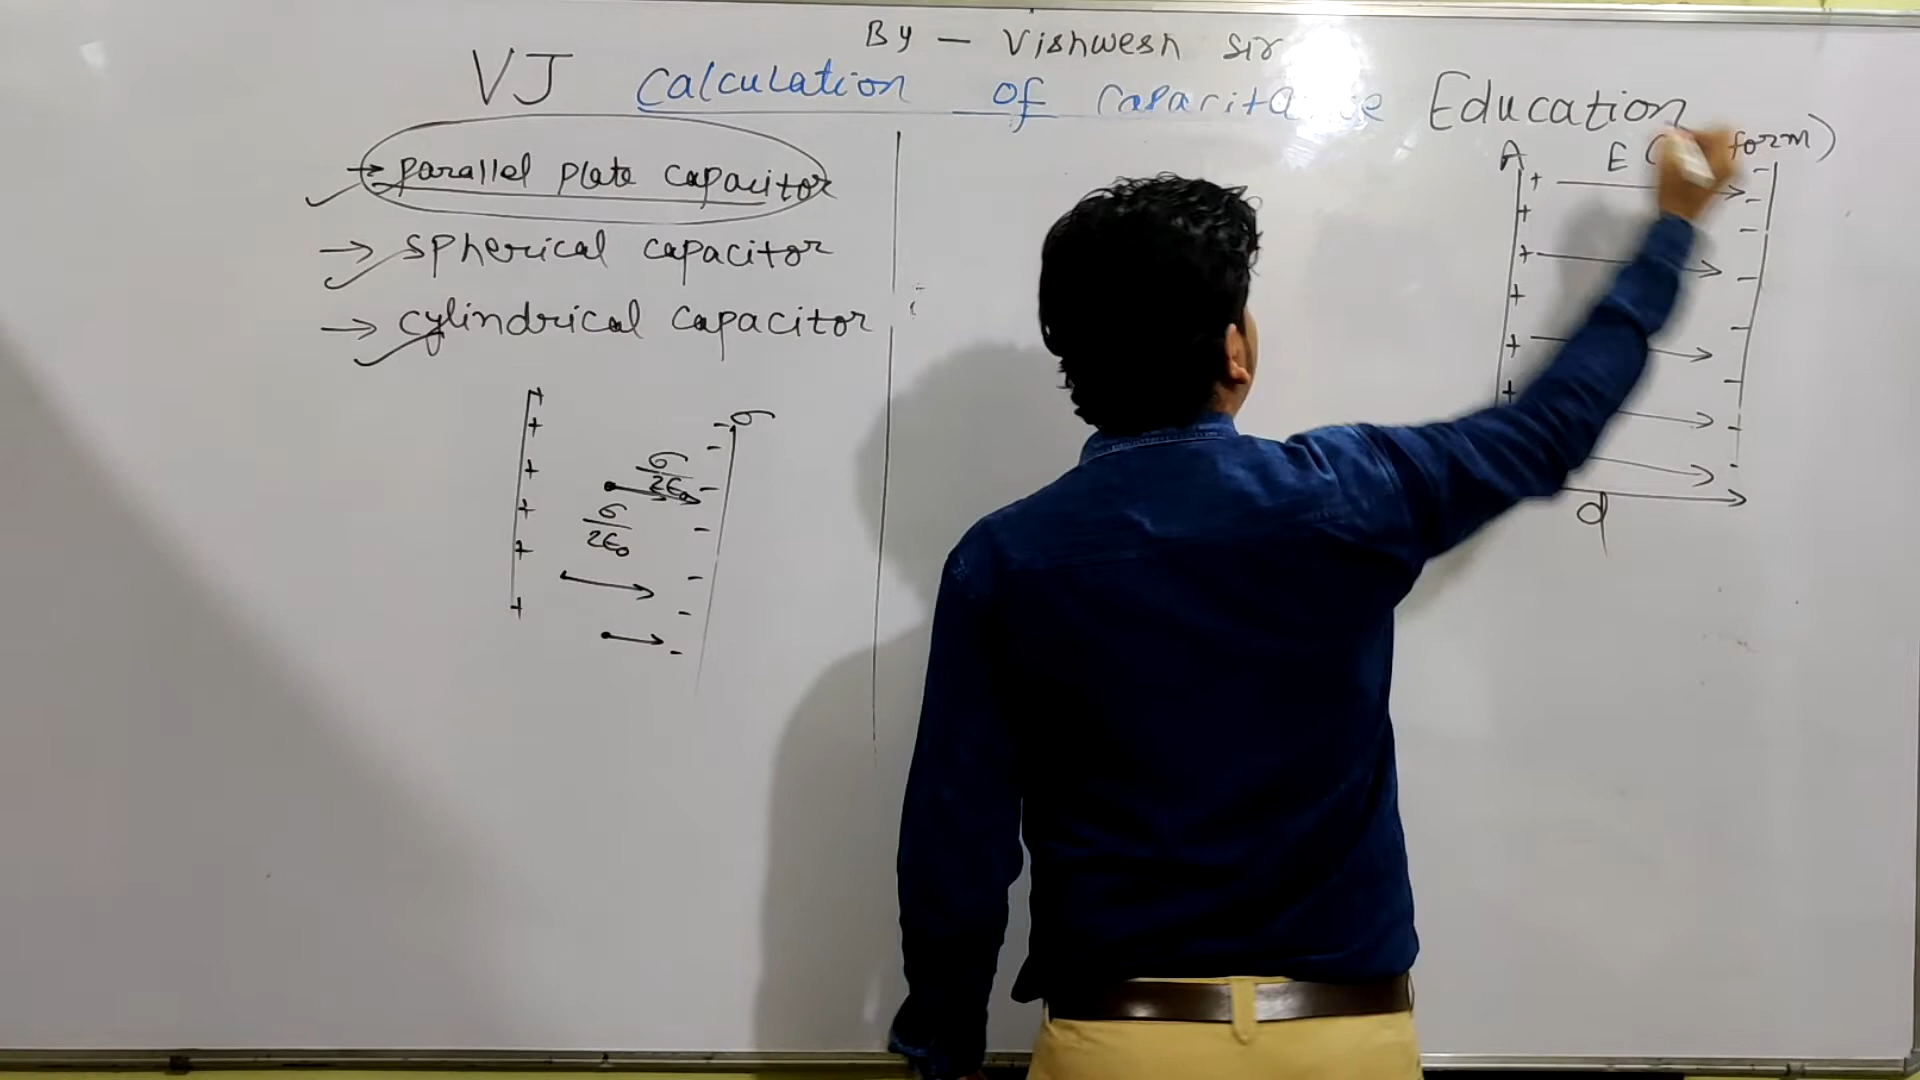 By – Vishwesh Sir
VJ Calculation of Capacitance Education
→ parallel plate capacitor
→ spherical capacitor
→ cylindrical capacitor
A E ( form)
+ + + + + +
- - - - - - - -
d
+ + + + + +
- σ
σ/2ε₀
σ/2ε₀